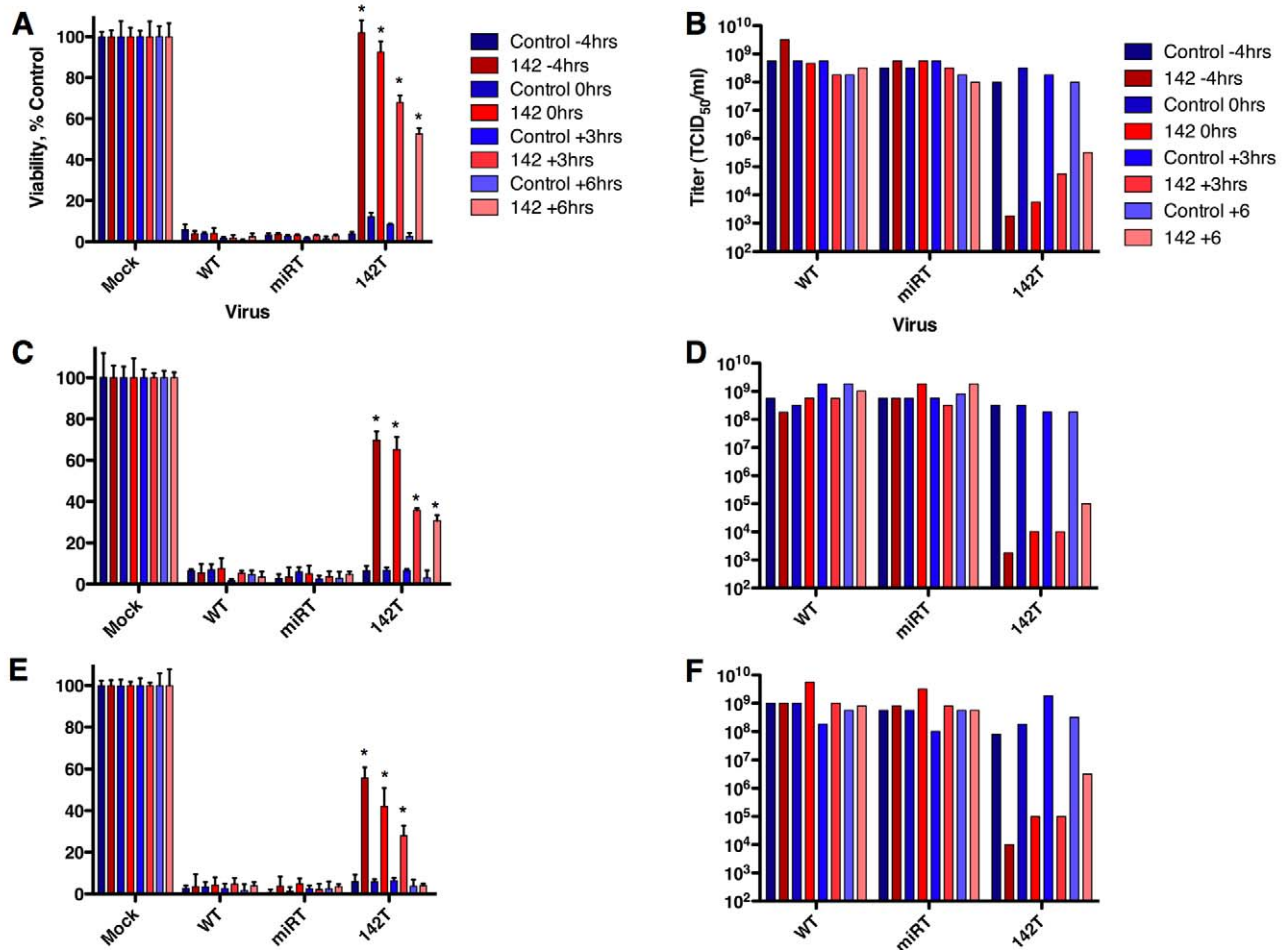 A
Viability, % Control
100
80
60
40
20
0
* * * *
Mock WT miRT 142T
Virus
Control -4hrs
142 -4hrs
Control 0hrs
142 0hrs
Control +3hrs
142 +3hrs
Control +6hrs
142 +6hrs
B
Titer (TCID50/ml)
10^10
10^9
10^8
10^7
10^6
10^5
10^4
10^3
10^2
WT miRT 142T
Virus
Control -4hrs
142 -4hrs
Control 0hrs
142 0hrs
Control +3hrs
142 +3hrs
Control +6
142 +6
C
100
80
60
40
20
0
* * * *
Mock WT miRT 142T
D
10^10
10^9
10^8
10^7
10^6
10^5
10^4
10^3
10^2
WT miRT 142T
E
100
80
60
40
20
0
* * *
Mock WT miRT 142T
F
10^10
10^9
10^8
10^7
10^6
10^5
10^4
10^3
10^2
WT miRT 142T